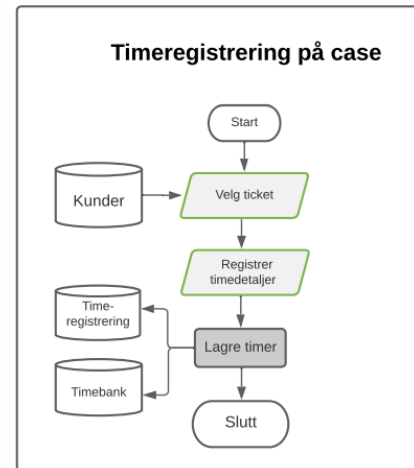 Timeregistrering på case
Start
Kunder
Velg ticket
Registrer
timedetaljer
Time-
registrering
Lagre timer
Timebank
Slutt